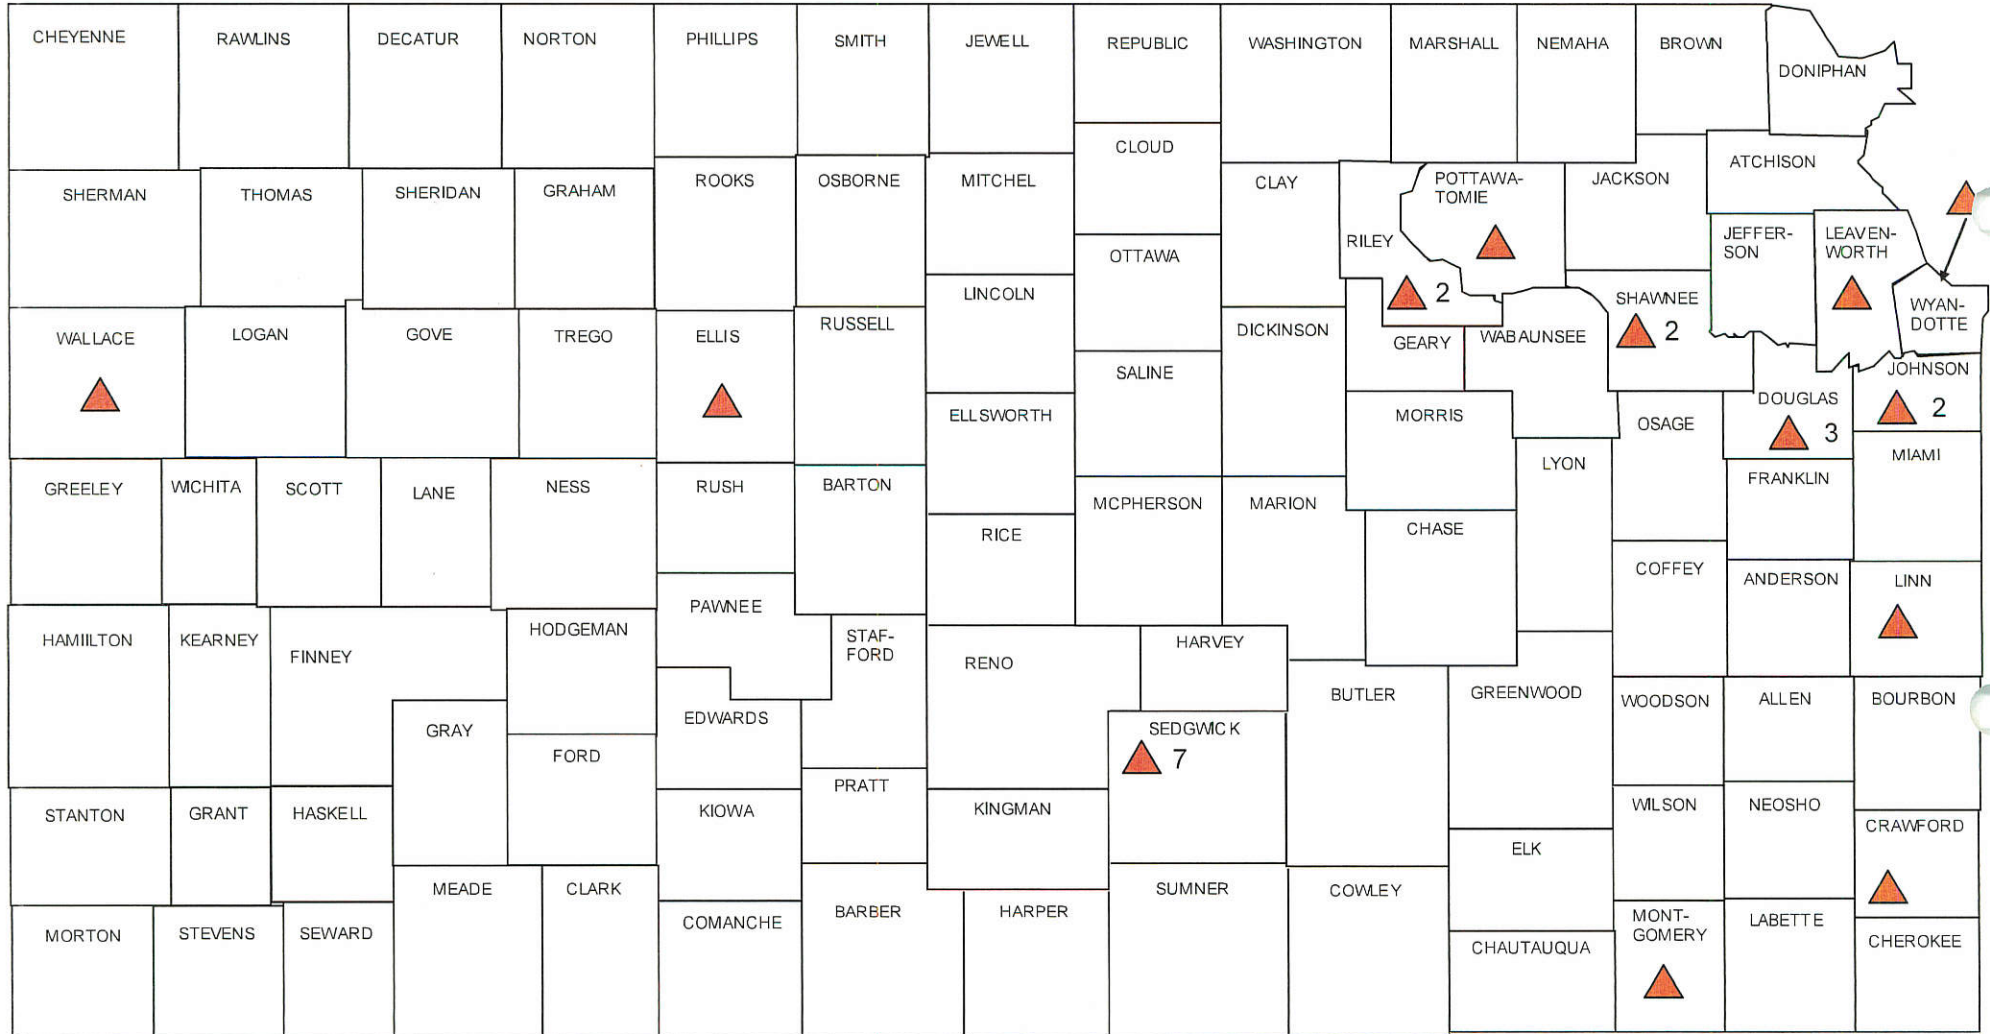 CHEYENNE
RAWLINS
DECATUR
NORTON
PHILLIPS
SMITH
JEWELL
REPUBLIC
WASHINGTON
MARSHALL
NEMAHA
BROWN
DONIPHAN
CLOUD
ATCHISON
SHERMAN
THOMAS
SHERIDAN
GRAHAM
ROOKS
OSBORNE
MITCHEL
CLAY
POTTAWA-
TOMIE
JACKSON
RILEY
2
OTTAWA
JEFFER-
SON
LEAVEN-
WORTH
WYAN-
DOTTE
LINCOLN
SHAWNEE
2
WALLACE
LOGAN
GOVE
TREGO
ELLIS
RUSSELL
DICKINSON
GEARY
WABAUNSEE
SALINE
JOHNSON
2
DOUGLAS
3
ELLSWORTH
MORRIS
OSAGE
MIAMI
LYON
FRANKLIN
GREELEY
WICHITA
SCOTT
LANE
NESS
RUSH
BARTON
MCPHERSON
MARION
RICE
CHASE
COFFEY
ANDERSON
LINN
PAWNEE
HAMIILTON
KEARNEY
FINNEY
HODGEMAN
STAF-
FORD
RENO
HARVEY
BUTLER
GREENWOOD
WOODSON
ALLEN
BOURBON
EDWARDS
GRAY
SEDGWICK
7
FORD
PRATT
STANTON
GRANT
HASKELL
KIOWA
KINGMAN
WILSON
NEOSHO
CRAWFORD
ELK
MEADE
CLARK
SUMNER
COWLEY
COMANCHE
BARBER
HARPER
MONT-
GOMERY
LABETTE
MORTON
STEVENS
SEWARD
CHAUTAUQUA
CHEROKEE